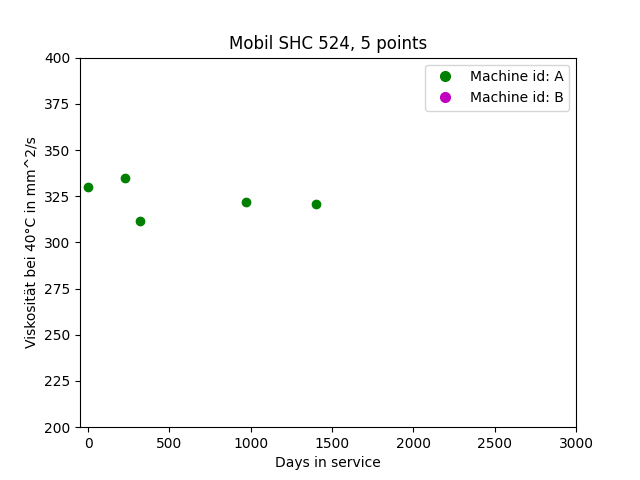 Mobil SHC 524, 5 points
Machine id: A
Machine id: B
Viskosität bei 40°C in mm^2/s
400
375
350
325
300
275
250
225
200
0 500 1000 1500 2000 2500 3000
Days in service